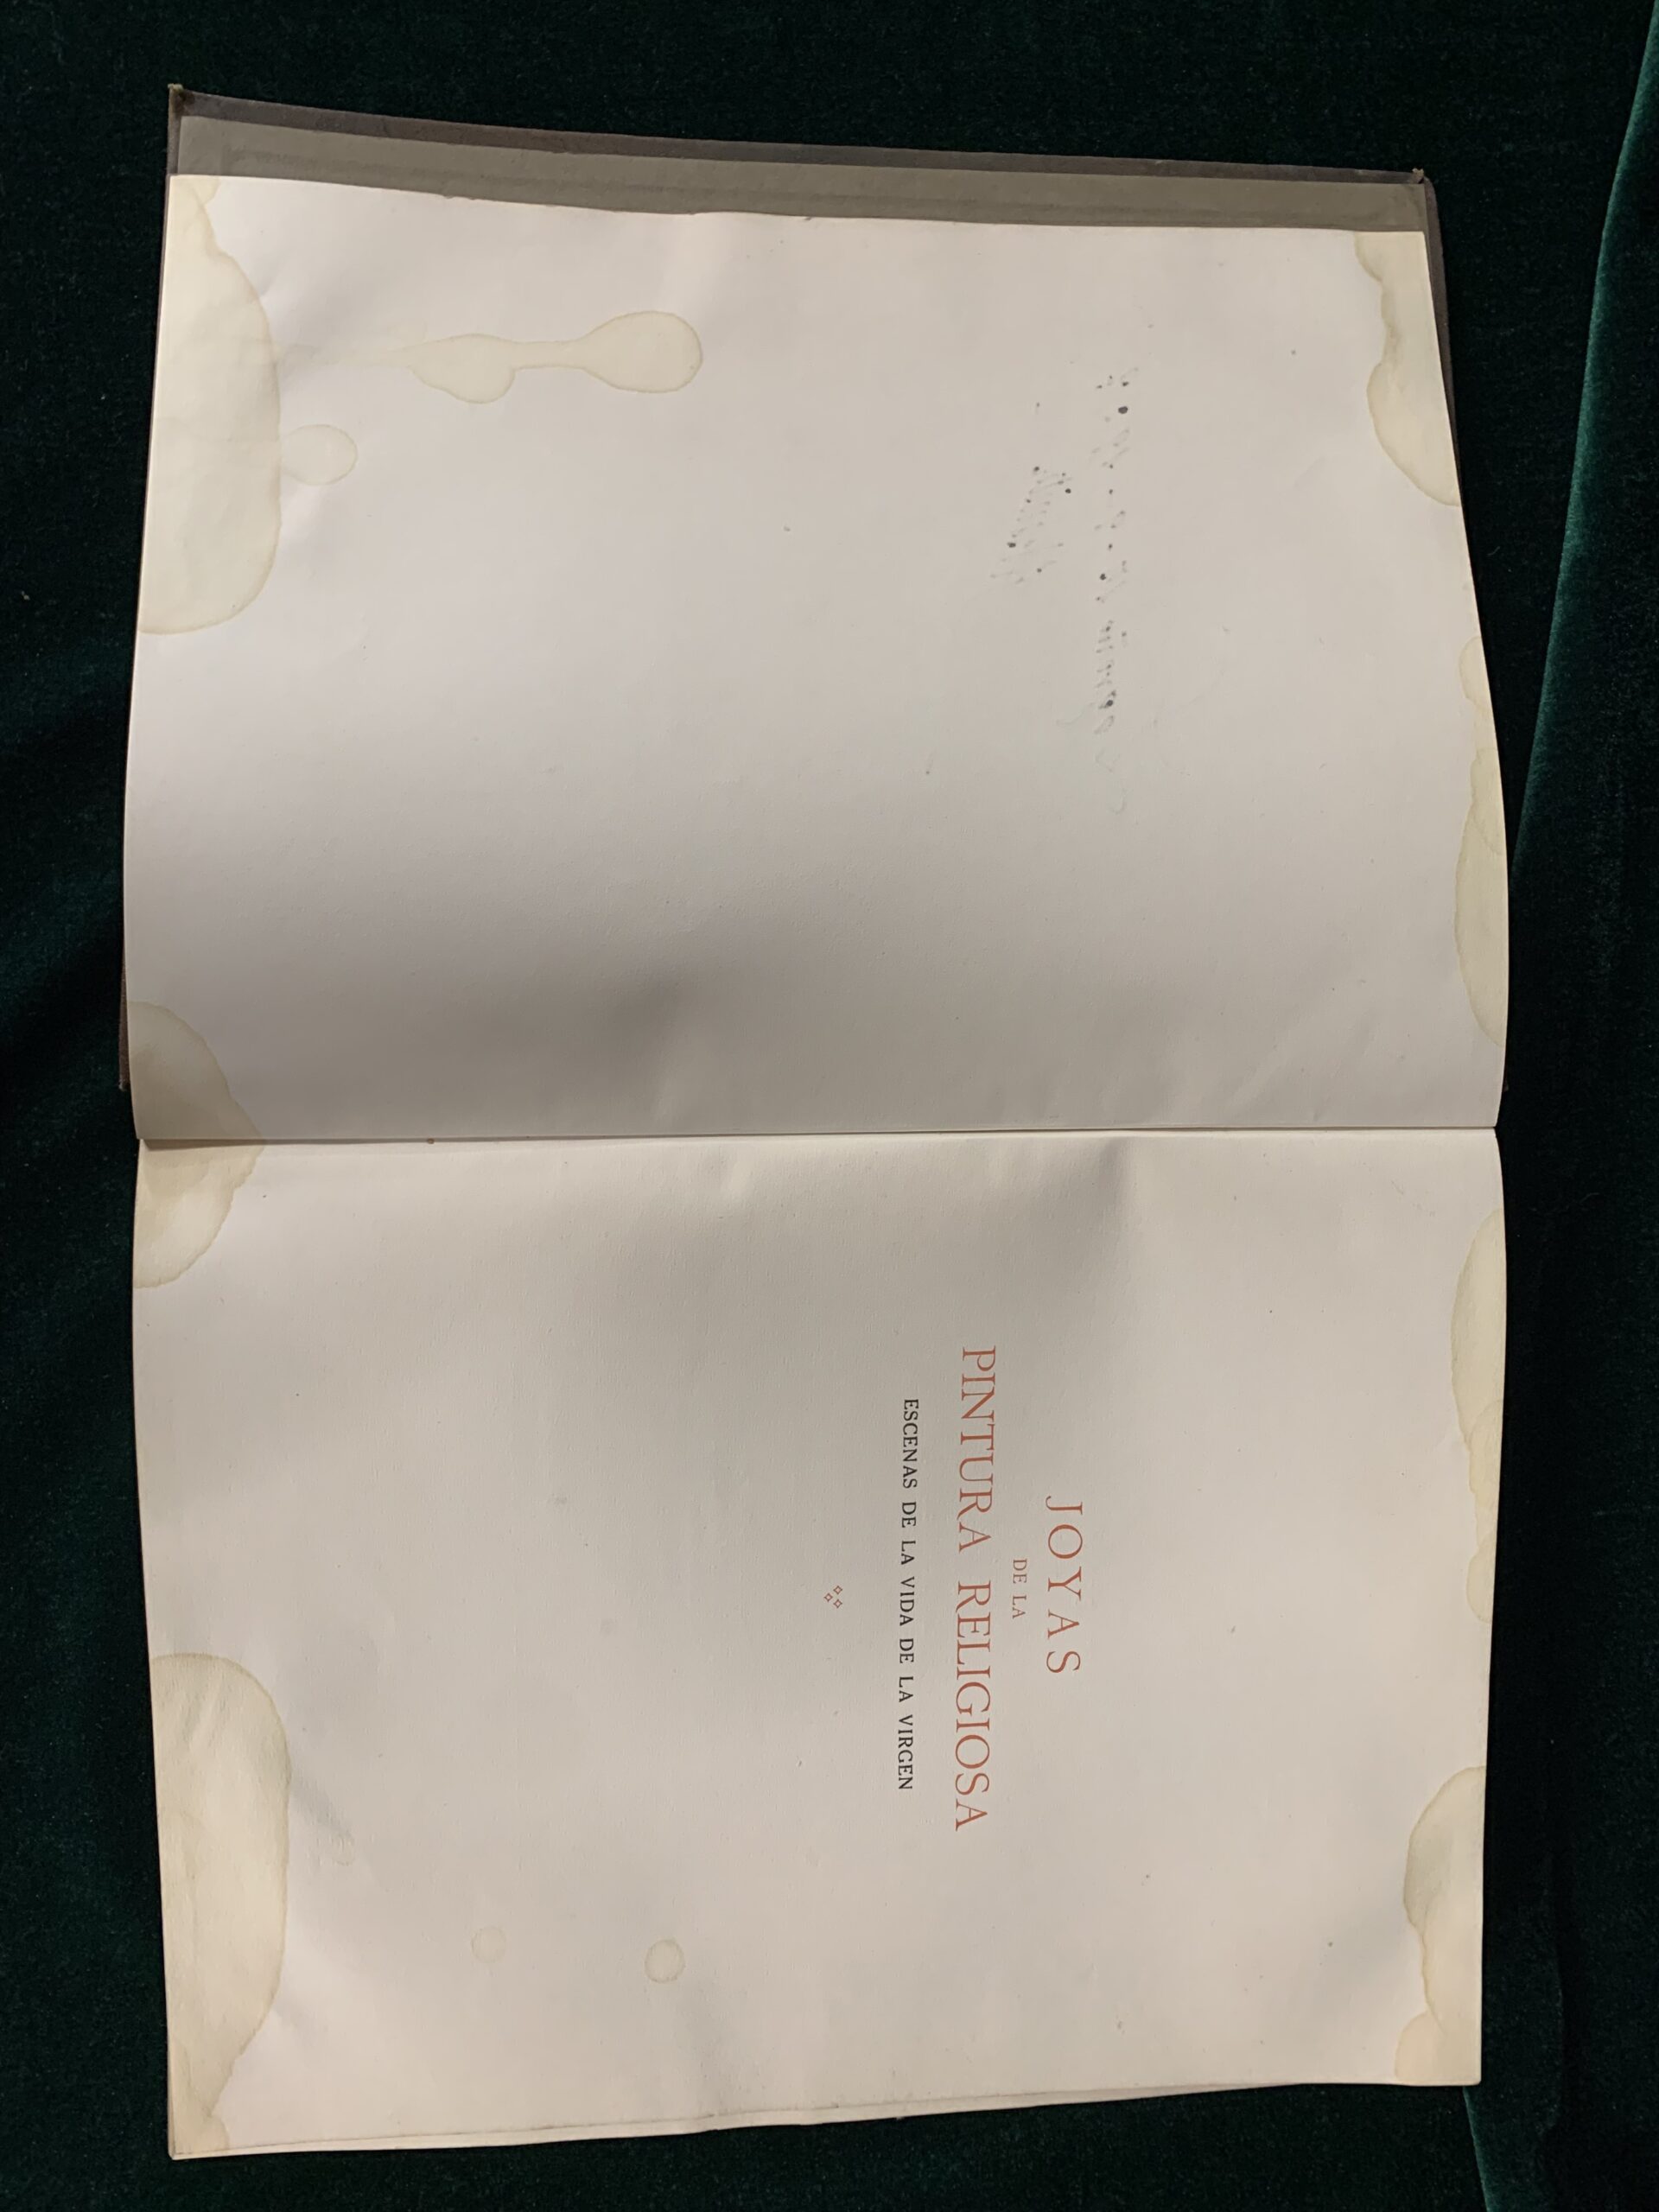 JOYAS
DE LA
PINTURA RELIGIOSA
ESCENAS DE LA VIDA DE LA VIRGEN